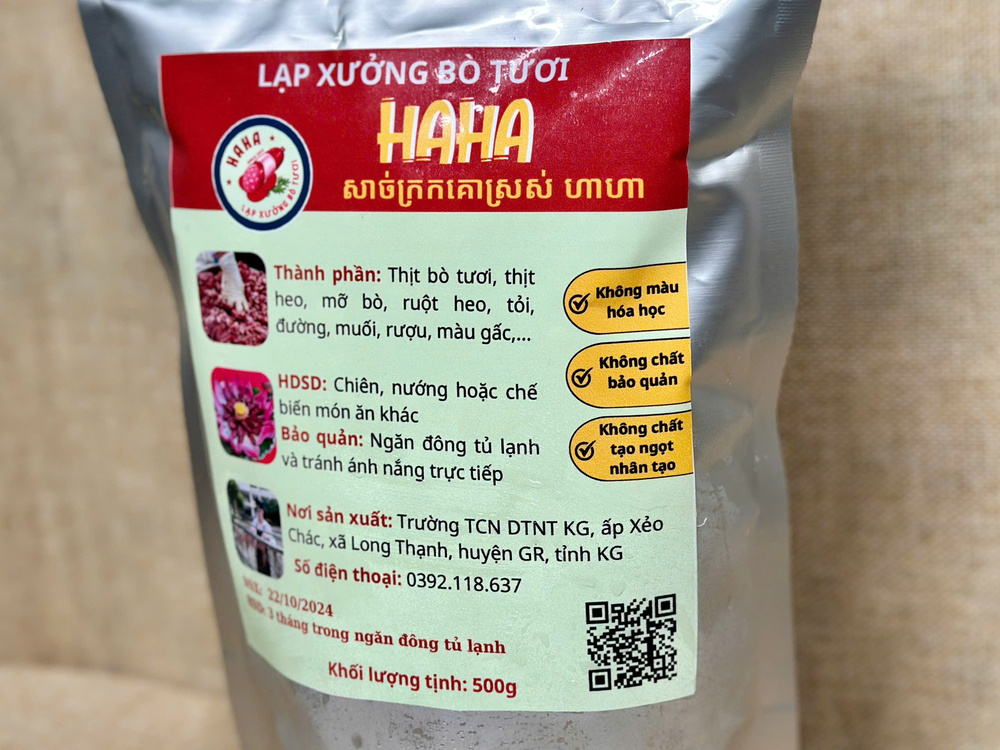 LẠP XƯỞNG BÒ TƯƠI
HAHA
សាច់ក្រកគោស្រស់ ហាហា
HAHA
LẠP XƯỞNG BÒ TƯƠI
Thành phần: Thịt bò tươi, thịt
heo, mỡ bò, ruột heo, tỏi,
đường, muối, rượu, màu gấc,...
Không màu
hóa học
Không chất
bảo quản
Không chất
tạo ngọt
nhân tạo
HDSD: Chiên, nướng hoặc chế
biến món ăn khác
Bảo quản: Ngăn đông tủ lạnh
và tránh ánh nắng trực tiếp
Nơi sản xuất: Trường TCN DTNT KG, ấp Xẻo
Chác, xã Long Thạnh, huyện GR, tỉnh KG
Số điện thoại: 0392.118.637
22/10/2024
HSD: 3 tháng trong ngăn đông tủ lạnh
Khối lượng tịnh: 500g